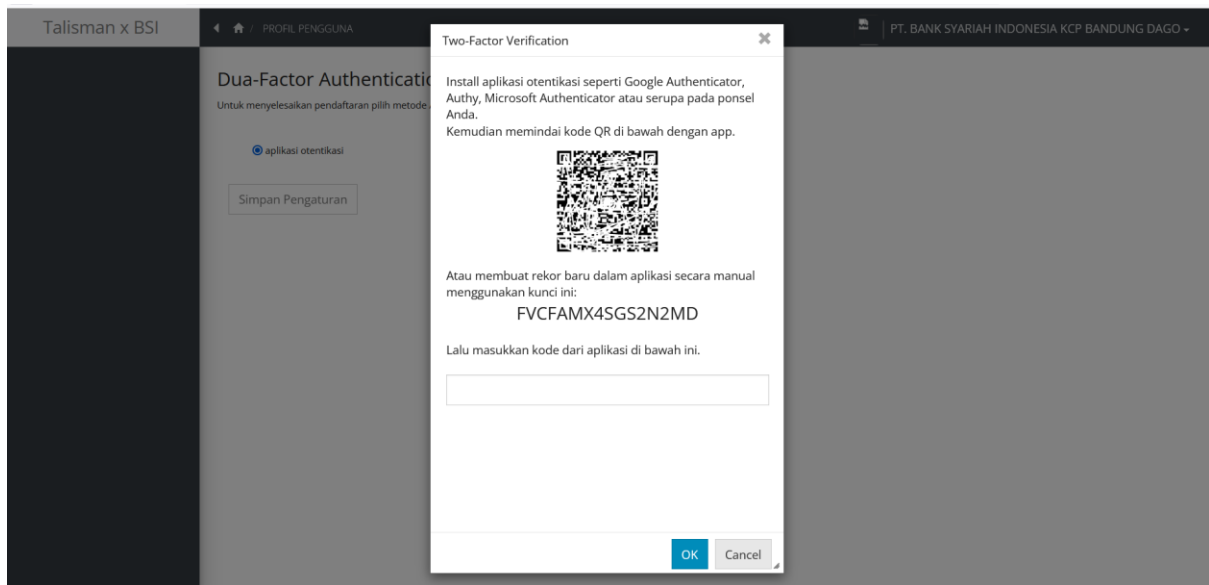 Talisman x BSI
/ PROFIL PENGGUNA
PT. BANK SYARIAH INDONESIA KCP BANDUNG DAGO
Dua-Factor Authenticatio
Untuk menyelesaikan pendaftaran pilih metode
aplikasi otentikasi
Simpan Pengaturan
Two-Factor Verification
Install aplikasi otentikasi seperti Google Authenticator,
Authy, Microsoft Authenticator atau serupa pada ponsel
Anda.
Kemudian memindai kode QR di bawah dengan app.
Atau membuat rekor baru dalam aplikasi secara manual
menggunakan kunci ini:
FVCFAMX4SGS2N2MD
Lalu masukkan kode dari aplikasi di bawah ini.
OK
Cancel